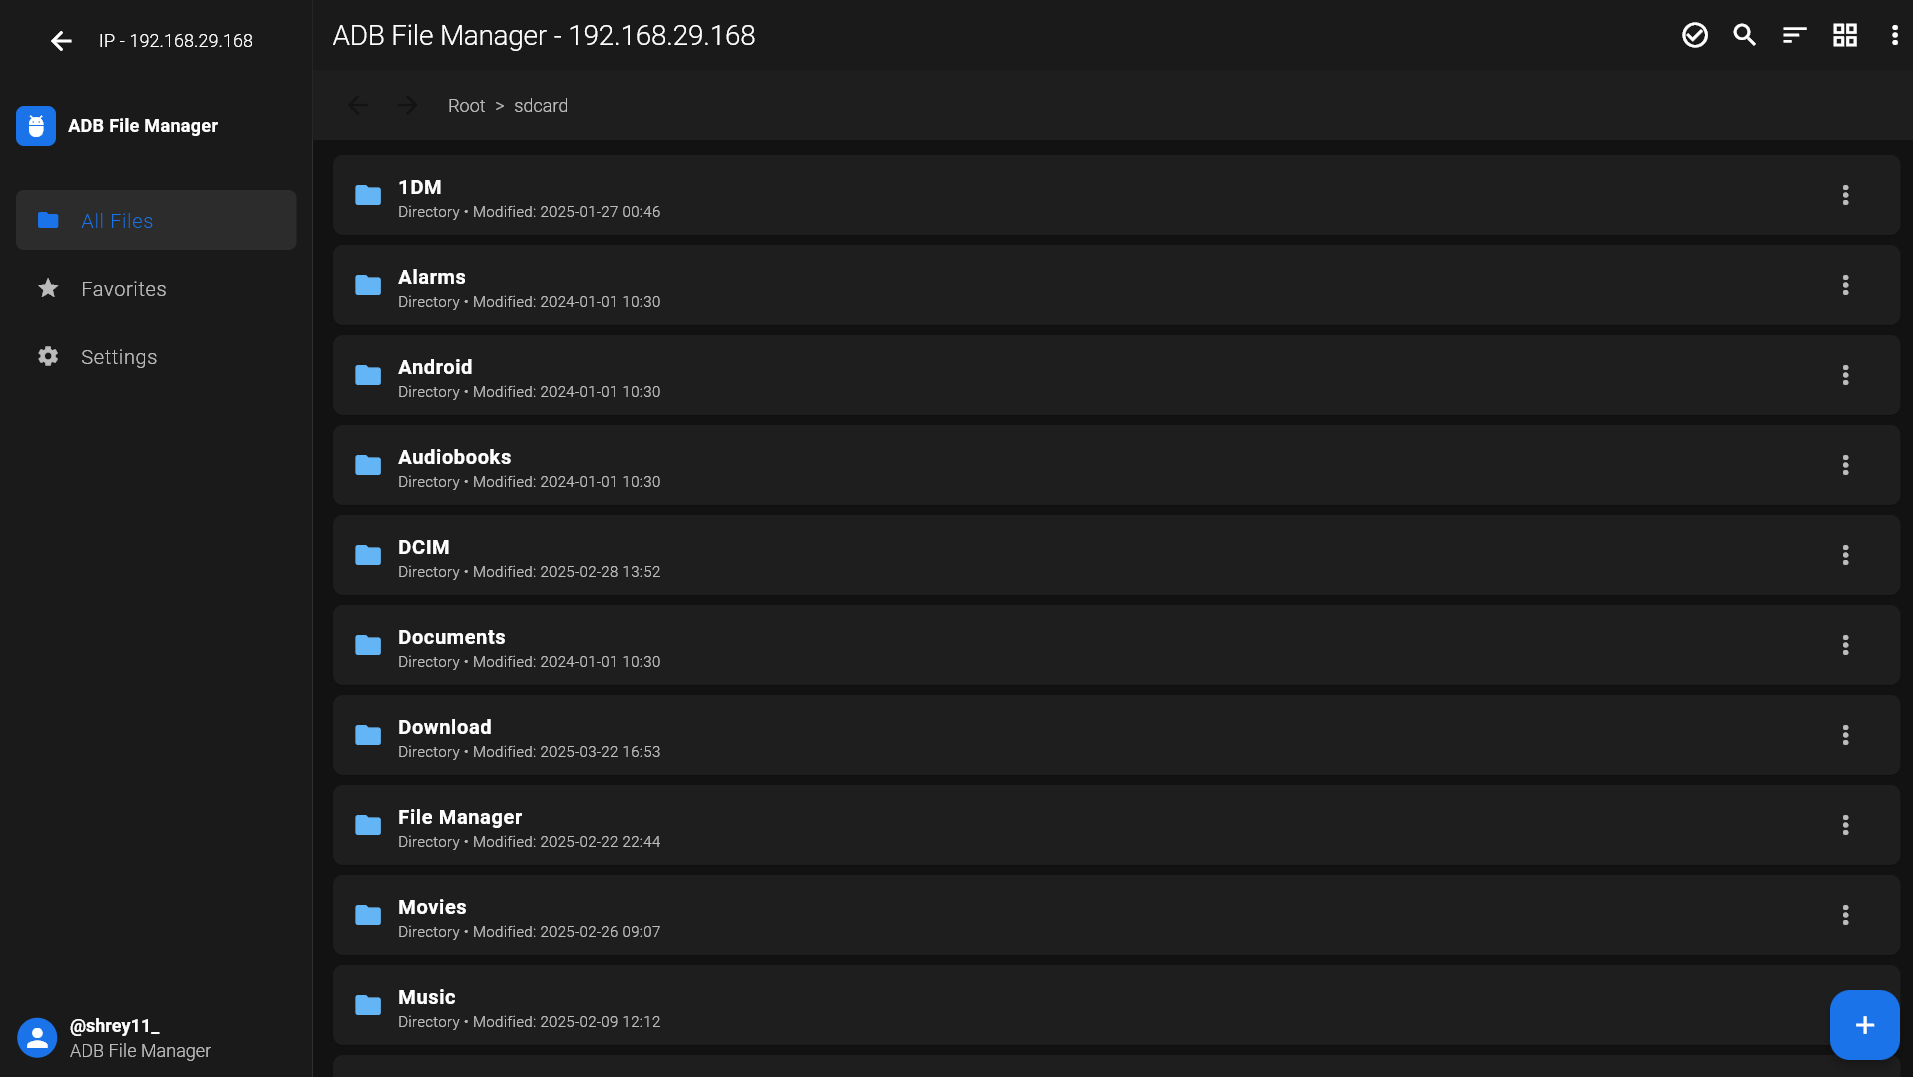 IP - 192.168.29.168
ADB File Manager
All Files
Favorites
Settings
@shrey11_
ADB File Manager
ADB File Manager - 192.168.29.168
Root > sdcard
1DM
Directory • Modified: 2025-01-27 00:46
Alarms
Directory • Modified: 2024-01-01 10:30
Android
Directory • Modified: 2024-01-01 10:30
Audiobooks
Directory • Modified: 2024-01-01 10:30
DCIM
Directory • Modified: 2025-02-28 13:52
Documents
Directory • Modified: 2024-01-01 10:30
Download
Directory • Modified: 2025-03-22 16:53
File Manager
Directory • Modified: 2025-02-22 22:44
Movies
Directory • Modified: 2025-02-26 09:07
Music
Directory • Modified: 2025-02-09 12:12